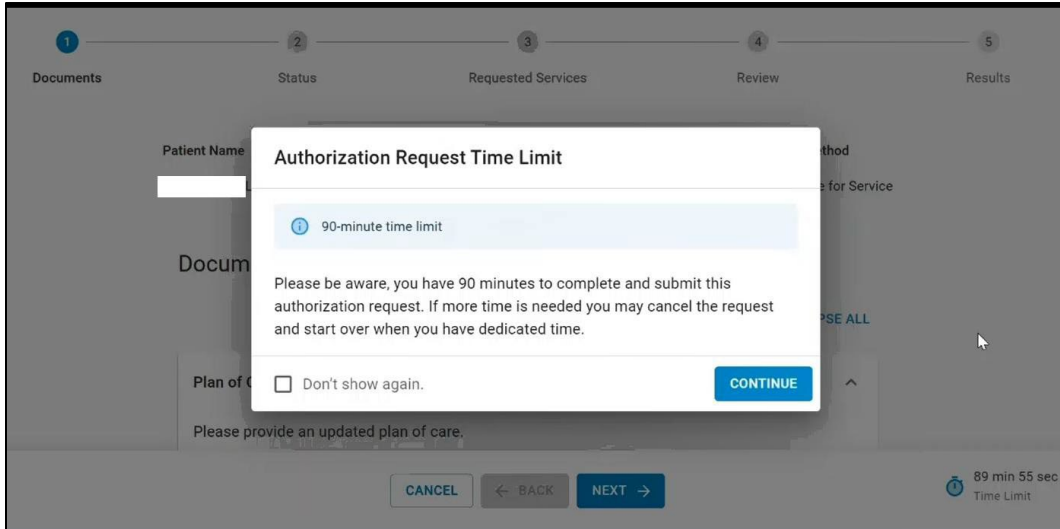 1 2 3 4 5
Documents Status Requested Services Review Results
Patient Name
for Service
Authorization Request Time Limit
90-minute time limit
Please be aware, you have 90 minutes to complete and submit this
authorization request. If more time is needed you may cancel the request
and start over when you have dedicated time.
Don't show again.
CONTINUE
ALL
Plan of
Please provide an updated plan of care.
CANCEL
← BACK
NEXT →
89 min 55 sec
Time Limit